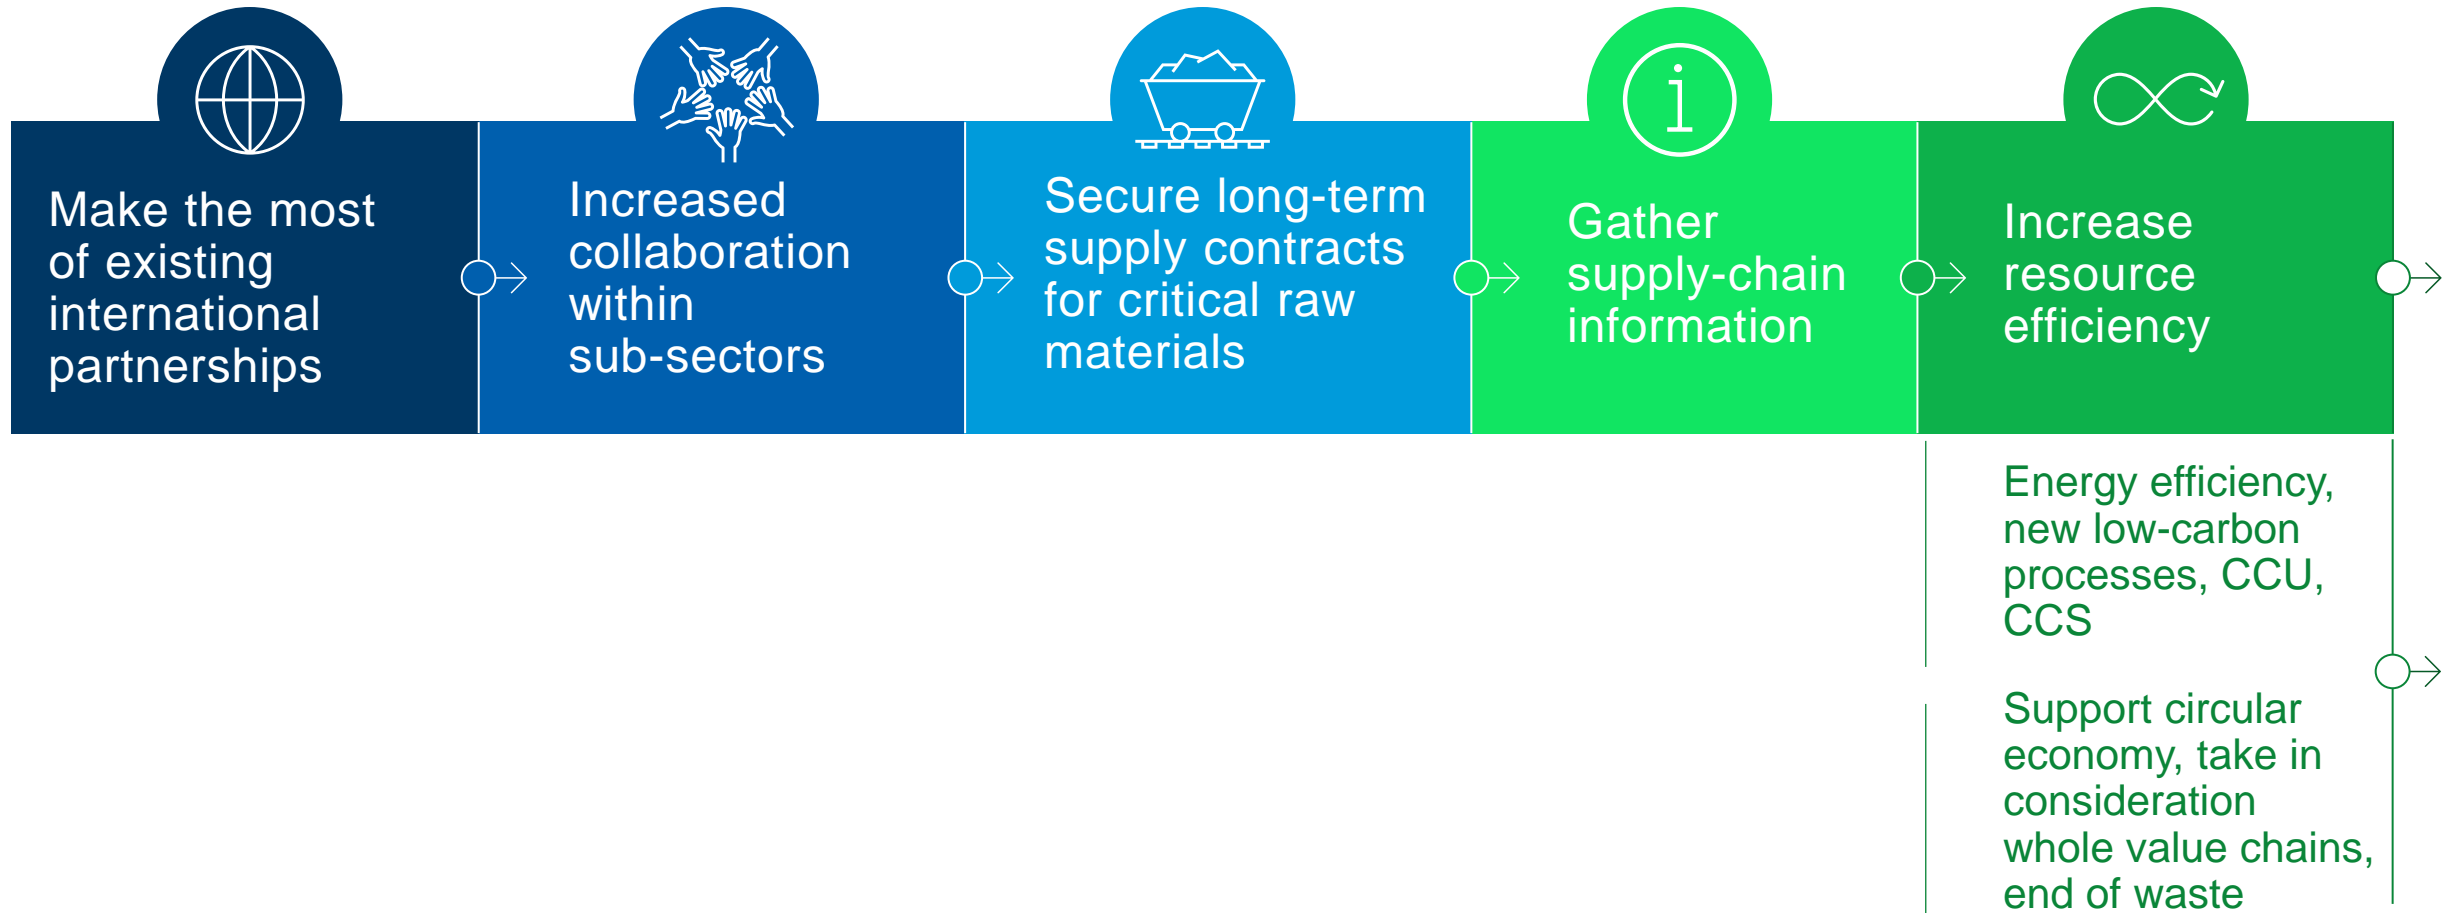 Make the most
of existing
international
partnerships
Increased
collaboration
within
sub-sectors
Secure long-term
supply contracts
for critical raw
materials
Gather
supply-chain
information
Increase
resource
efficiency
Energy efficiency,
new low-carbon
processes, CCU,
CCS
Support circular
economy, take in
consideration
whole value chains,
end of waste